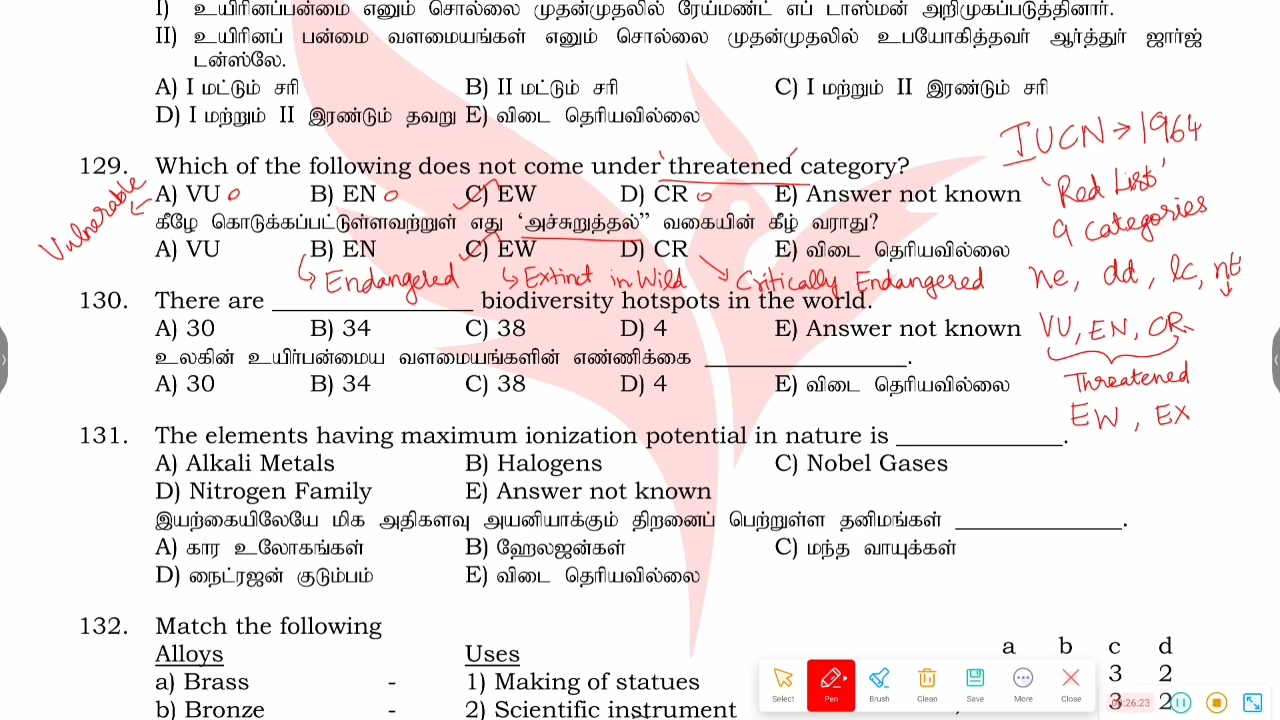 I) உயிரினப்பன்மை எனும் சொல்லை முதன்முதலில் ரேய்மண்ட் எப் டாஸ்மன் அறிமுகப்படுத்தினார்.
II) உயிரினப் பன்மை வளமையங்கள் எனும் சொல்லை முதன்முதலில் உபயோகித்தவர் ஆர்த்துர் ஜார்ஜ்
டன்ஸ்லே.
A) I மட்டும் சரி B) II மட்டும் சரி C) I மற்றும் II இரண்டும் சரி
D) I மற்றும் II இரண்டும் தவறு E) விடை தெரியவில்லை
IUCN → 1964
129. Which of the following does not come under 'threatened' category?
Vulnerable A) VU B) EN C) EW D) CR E) Answer not known
'Red List'
9 categories
கீழே கொடுக்கப்பட்டுள்ளவற்றுள் எது 'அச்சுறுத்தல்" வகையின் கீழ் வராது?
A) VU B) EN C) EW D) CR E) விடை தெரியவில்லை
Endangered Extinct in Wild Critically Endangered
ne, dd, lc, nt
130. There are _______________ biodiversity hotspots in the world.
A) 30 B) 34 C) 38 D) 4 E) Answer not known
VU, EN, CR
உலகின் உயிர்பன்மைய வளமையங்களின் எண்ணிக்கை _______________.
A) 30 B) 34 C) 38 D) 4 E) விடை தெரியவில்லை
Threatened
EW, EX
131. The elements having maximum ionization potential in nature is _____________.
A) Alkali Metals B) Halogens C) Nobel Gases
D) Nitrogen Family E) Answer not known
இயற்கையிலேயே மிக அதிகளவு அயனியாக்கும் திறனைப் பெற்றுள்ள தனிமங்கள் _____________.
A) கார உலோகங்கள் B) ஹேலஜன்கள் C) மந்த வாயுக்கள்
D) நைட்ரஜன் குடும்பம் E) விடை தெரியவில்லை
132. Match the following
Alloys Uses a b c d
a) Brass - 1) Making of statues 3 2
b) Bronze - 2) Scientific instrument 3 2
Select Pen Brush Clean Save More Close
:26:23